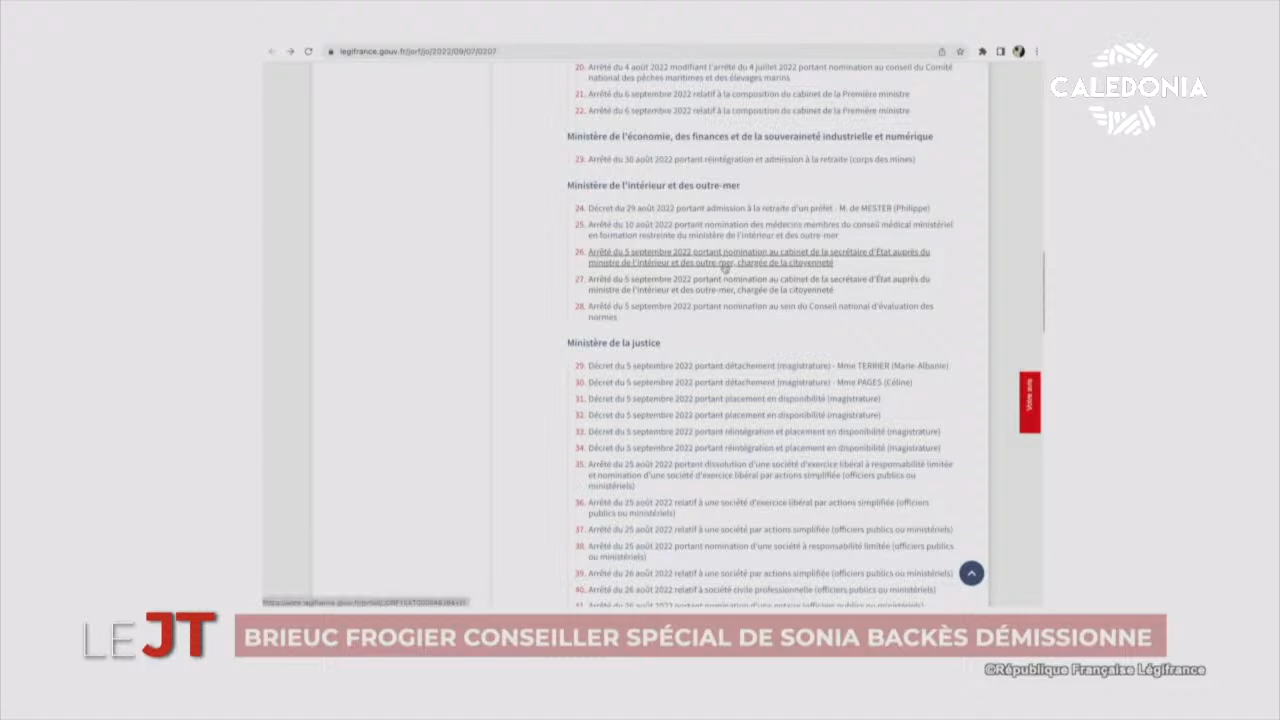 legifrance.gouv.fr/jorf/jo/2022/09/07/0207
CALEDONIA
20. Arrêté du 4 août 2022 modifiant l'arrêté du 4 juillet 2022 portant nomination au conseil du Comité
national des pêches maritimes et des élevages marins
21. Arrêté du 6 septembre 2022 relatif à la composition du cabinet de la Première ministre
22. Arrêté du 6 septembre 2022 relatif à la composition du cabinet de la Première ministre
Ministère de l'économie, des finances et de la souveraineté industrielle et numérique
23. Arrêté du 30 août 2022 portant réintégration et admission à la retraite (corps des mines)
Ministère de l'intérieur et des outre-mer
24. Décret du 29 août 2022 portant admission à la retraite d'un préfet - M. de MESTER (Philippe)
25. Arrêté du 10 août 2022 portant nomination des médecins membres du conseil médical ministériel
en formation restreinte du ministère de l'intérieur et des outre-mer
26. Arrêté du 5 septembre 2022 portant nomination au cabinet de la secrétaire d'État auprès du
ministre de l'intérieur et des outre-mer, chargée de la citoyenneté
27. Arrêté du 5 septembre 2022 portant nomination au cabinet de la secrétaire d'État auprès du
ministre de l'intérieur et des outre-mer, chargée de la citoyenneté
28. Arrêté du 5 septembre 2022 portant nomination au sein du Conseil national d'évaluation des
normes
Ministère de la justice
29. Décret du 5 septembre 2022 portant détachement (magistrature) - Mme TERRIER (Marie-Albanie)
30. Décret du 5 septembre 2022 portant détachement (magistrature) - Mme PAGES (Céline)
31. Décret du 5 septembre 2022 portant placement en disponibilité (magistrature)
32. Décret du 5 septembre 2022 portant placement en disponibilité (magistrature)
33. Décret du 5 septembre 2022 portant réintégration et placement en disponibilité (magistrature)
34. Décret du 5 septembre 2022 portant réintégration et placement en disponibilité (magistrature)
35. Arrêté du 25 août 2022 portant dissolution d'une société d'exercice libéral à responsabilité limitée
et nomination d'une société d'exercice libéral par actions simplifiée (officiers publics ou
ministériels)
36. Arrêté du 25 août 2022 relatif à une société d'exercice libéral par actions simplifiée (officiers
publics ou ministériels)
37. Arrêté du 25 août 2022 relatif à une société par actions simplifiée (officiers publics ou ministériels)
38. Arrêté du 25 août 2022 portant nomination d'une société à responsabilité limitée (officiers publics
ou ministériels)
39. Arrêté du 26 août 2022 relatif à une société par actions simplifiée (officiers publics ou ministériels)
40. Arrêté du 26 août 2022 relatif à société civile professionnelle (officiers publics ou ministériels)
41. Arrêté du 26 août 2022 portant nomination d'une notaire (officiers publics ou ministériels)
Votre avis
LE JT
BRIEUC FROGIER CONSEILLER SPÉCIAL DE SONIA BACKÈS DÉMISSIONNE
©République Française Légifrance